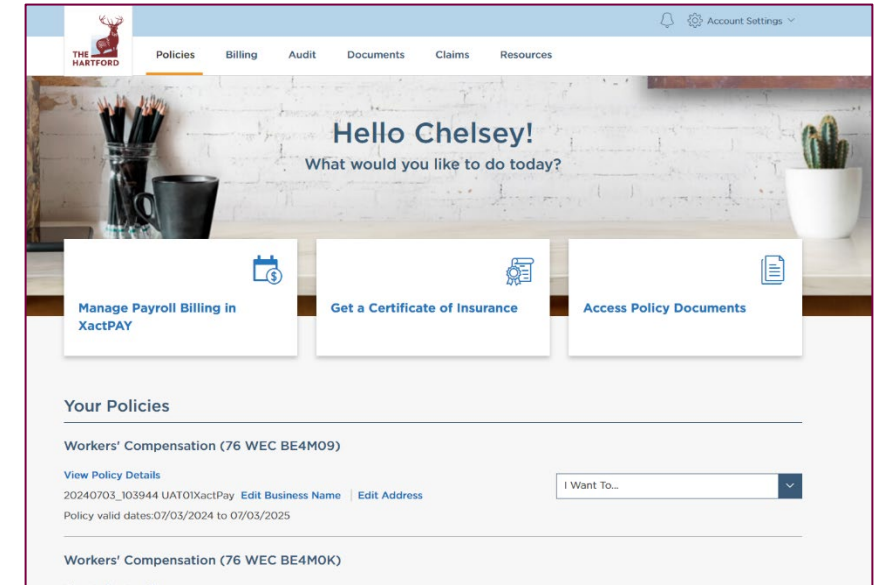 Account Settings
THE
HARTFORD
Policies Billing Audit Documents Claims Resources
Hello Chelsey!
What would you like to do today?
Manage Payroll Billing in
XactPAY
Get a Certificate of Insurance
Access Policy Documents
Your Policies
Workers' Compensation (76 WEC BE4M09)
View Policy Details
I Want To...
20240703_103944 UAT01XactPay Edit Business Name | Edit Address
Policy valid dates:07/03/2024 to 07/03/2025
Workers' Compensation (76 WEC BE4M0K)